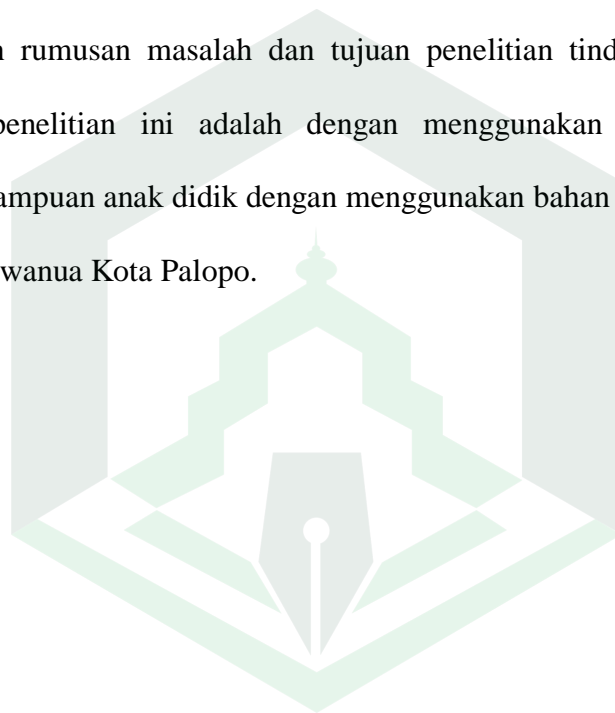 n rumusan masalah dan tujuan penelitian tind
penelitian ini adalah dengan menggunakan
ampuan anak didik dengan menggunakan bahan
wanua Kota Palopo.